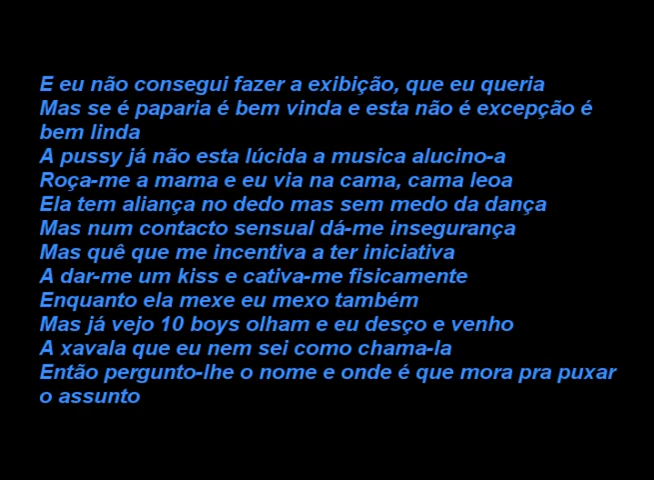 E eu não consegui fazer a exibição, que eu queria
Mas se é paparia é bem vinda e esta não é excepção é
bem linda
A pussy já não esta lúcida a musica alucino-a
Roça-me a mama e eu via na cama, cama leoa
Ela tem aliança no dedo mas sem medo da dança
Mas num contacto sensual dá-me insegurança
Mas quê que me incentiva a ter iniciativa
A dar-me um kiss e cativa-me fisicamente
Enquanto ela mexe eu mexo também
Mas já vejo 10 boys olham e eu desço e venho
A xavala que eu nem sei como chama-la
Então pergunto-lhe o nome e onde é que mora pra puxar
o assunto